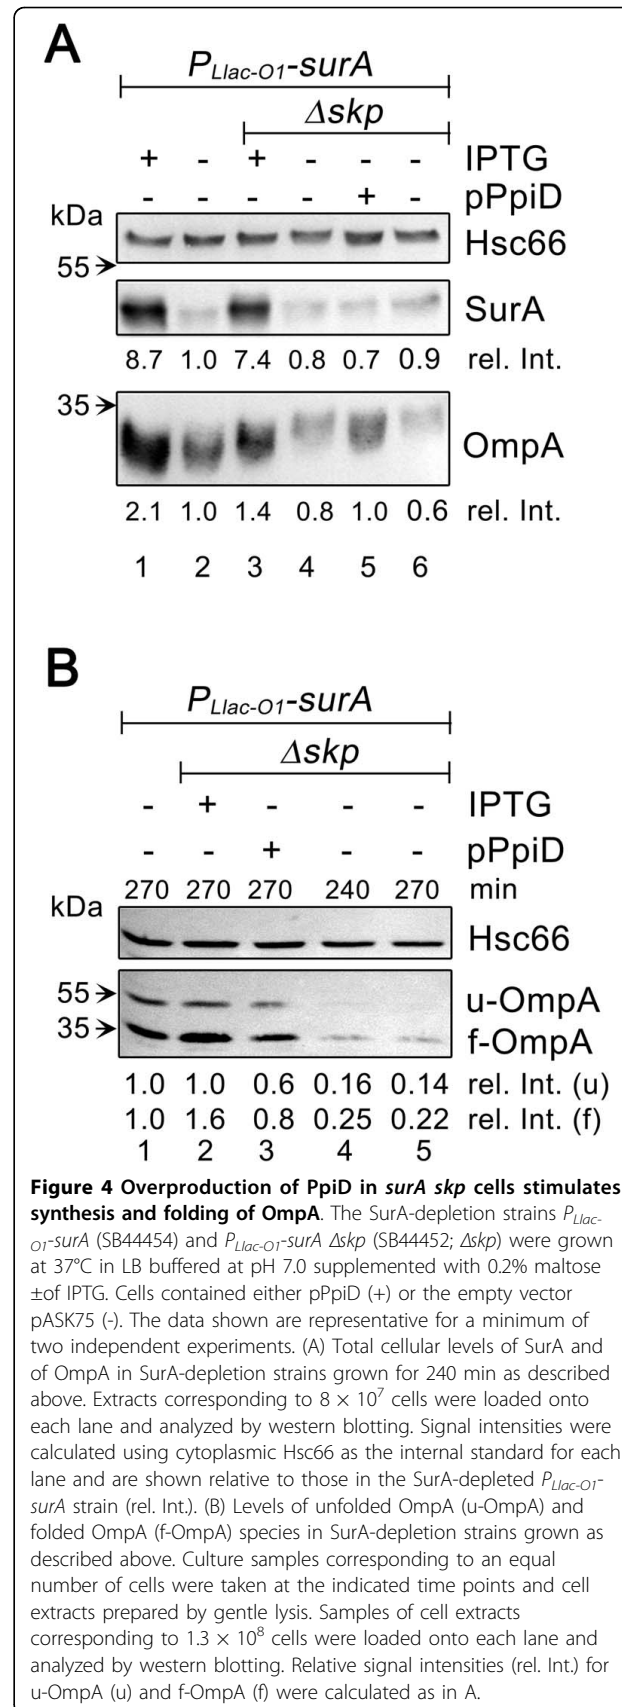 A
P_Llac-O1-surA
Δskp
+ - + - - - IPTG
- - - - + - pPpiD
kDa
Hsc66
55
SurA
8.7 1.0 7.4 0.8 0.7 0.9 rel. Int.
35
OmpA
2.1 1.0 1.4 0.8 1.0 0.6 rel. Int.
1 2 3 4 5 6
B
P_Llac-O1-surA
Δskp
- + - - - IPTG
- - + - - pPpiD
270 270 270 240 270 min
kDa
Hsc66
55
u-OmpA
35
f-OmpA
1.0 1.0 0.6 0.16 0.14 rel. Int. (u)
1.0 1.6 0.8 0.25 0.22 rel. Int. (f)
1 2 3 4 5
Figure 4 Overproduction of PpiD in surA skp cells stimulates
synthesis and folding of OmpA. The SurA-depletion strains P_Llac-
O1-surA (SB44454) and P_Llac-O1-surA Δskp (SB44452; Δskp) were grown
at 37°C in LB buffered at pH 7.0 supplemented with 0.2% maltose
±of IPTG. Cells contained either pPpiD (+) or the empty vector
pASK75 (-). The data shown are representative for a minimum of
two independent experiments. (A) Total cellular levels of SurA and
of OmpA in SurA-depletion strains grown for 240 min as described
above. Extracts corresponding to 8 × 10⁷ cells were loaded onto
each lane and analyzed by western blotting. Signal intensities were
calculated using cytoplasmic Hsc66 as the internal standard for each
lane and are shown relative to those in the SurA-depleted P_Llac-O1-
surA strain (rel. Int.). (B) Levels of unfolded OmpA (u-OmpA) and
folded OmpA (f-OmpA) species in SurA-depletion strains grown as
described above. Culture samples corresponding to an equal
number of cells were taken at the indicated time points and cell
extracts prepared by gentle lysis. Samples of cell extracts
corresponding to 1.3 × 10⁸ cells were loaded onto each lane and
analyzed by western blotting. Relative signal intensities (rel. Int.) for
u-OmpA (u) and f-OmpA (f) were calculated as in A.